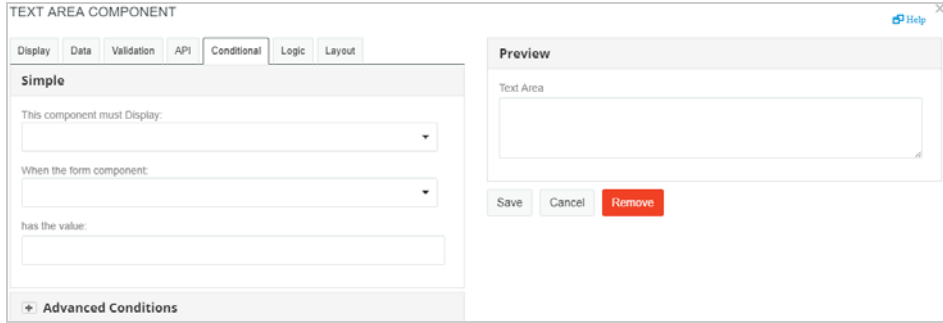 TEXT AREA COMPONENT
Help
Display Data Validation API Conditional Logic Layout
Simple
This component must Display:
When the form component:
has the value:
Advanced Conditions
Preview
Text Area
Save Cancel Remove